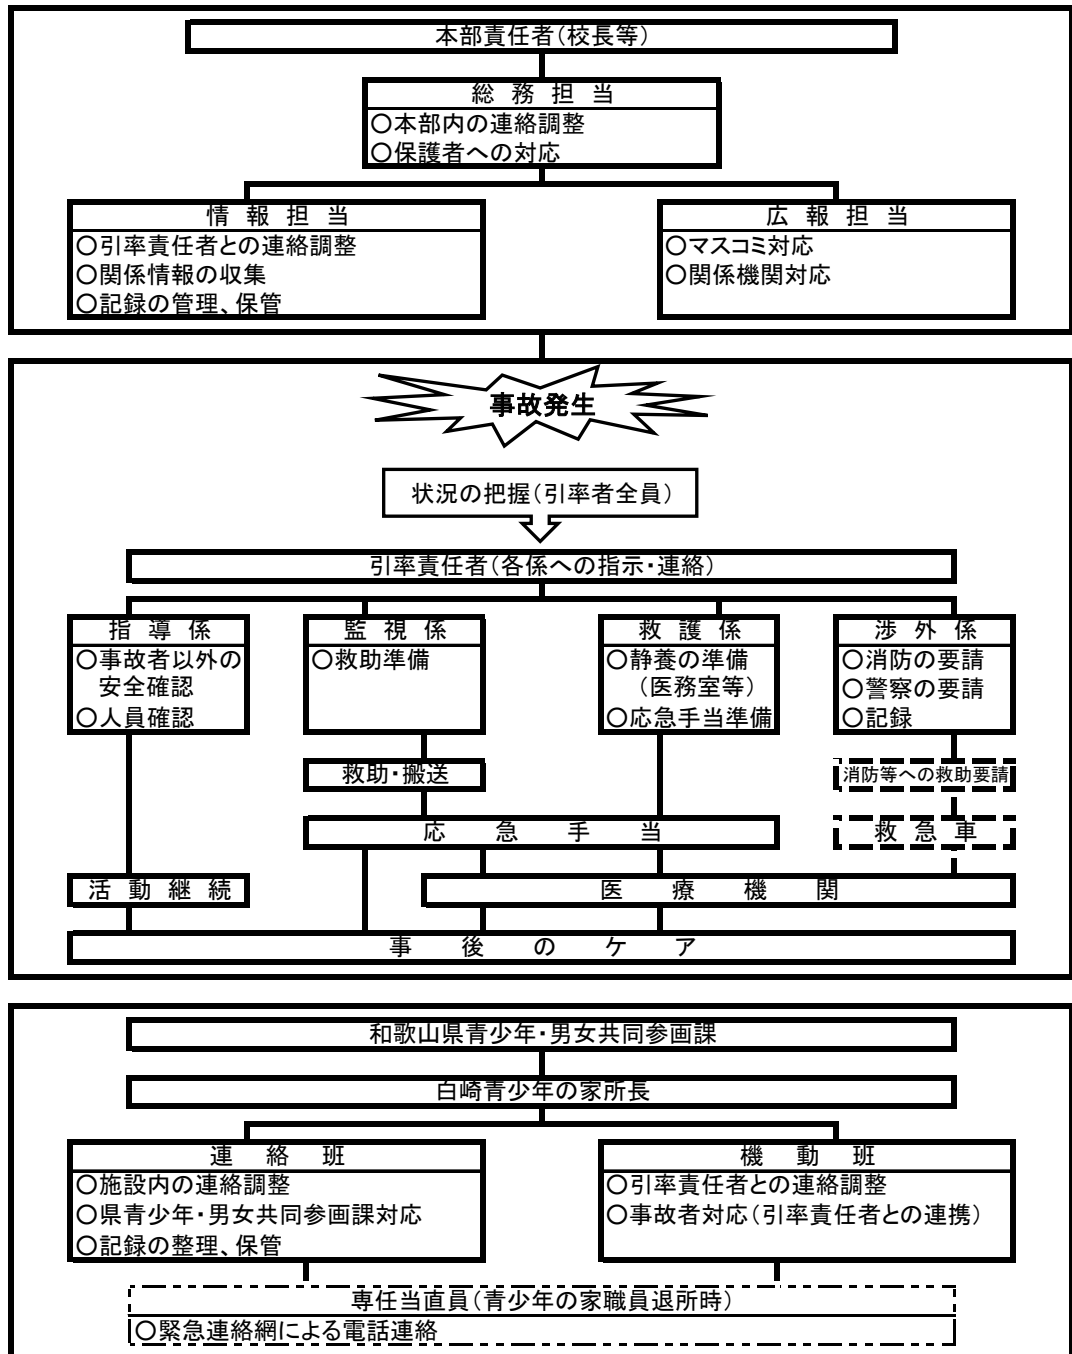 本部責任者（校長等）
総務担当
○本部内の連絡調整
○保護者への対応
情報担当
○引率責任者との連絡調整
○関係情報の収集
○記録の管理、保管
広報担当
○マスコミ対応
○関係機関対応
事故発生
状況の把握（引率者全員）
引率責任者（各係への指示・連絡）
指導係
○事故者以外の
安全確認
○人員確認
監視係
○救助準備
救護係
○静養の準備
（医務室等）
○応急手当準備
渉外係
○消防の要請
○警察の要請
○記録
救助・搬送
消防等への救助要請
応急手当
救急車
活動継続
医療機関
事後のケア
和歌山県青少年・男女共同参画課
白崎青少年の家所長
連絡班
○施設内の連絡調整
○県青少年・男女共同参画課対応
○記録の整理、保管
機動班
○引率責任者との連絡調整
○事故者対応（引率責任者との連携）
専任当直員（青少年の家職員退所時）
○緊急連絡網による電話連絡